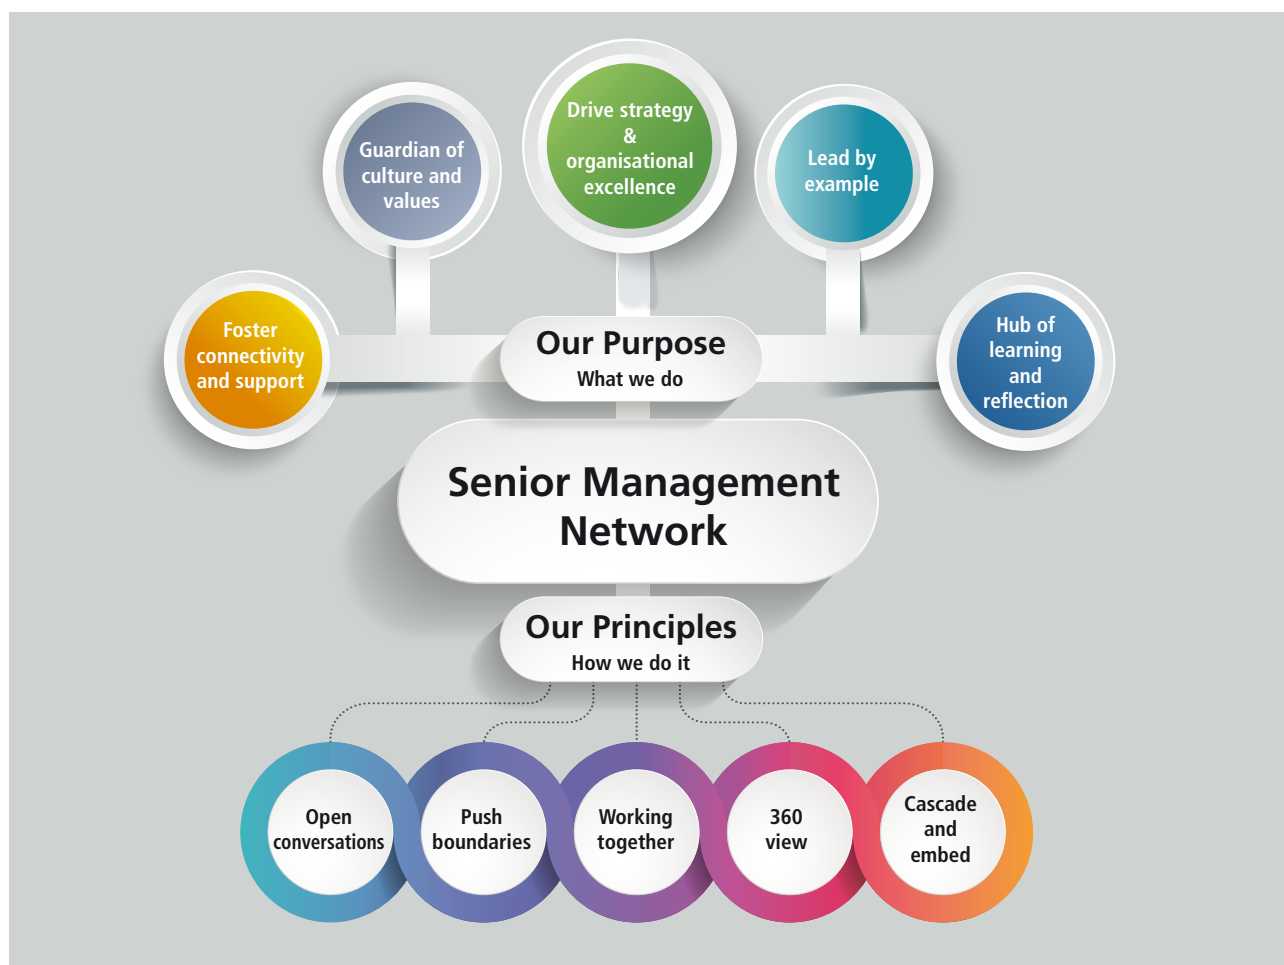 Drive strategy
&
organisational
excellence
Guardian of
culture and
values
Lead by
example
Foster
connectivity
and support
Hub of
learning
and
reflection
Our Purpose
What we do
Senior Management
Network
Our Principles
How we do it
Open
conversations
Push
boundaries
Working
together
360
view
Cascade
and
embed